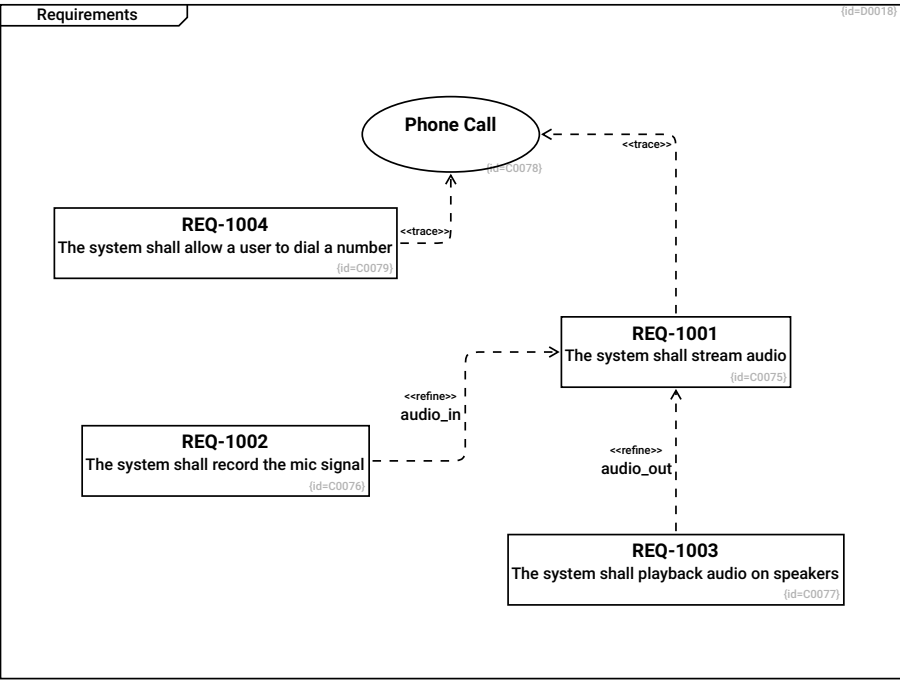 Requirements
{id=D0018}
Phone Call
{id=C0078}
<<trace>>
REQ-1004
The system shall allow a user to dial a number
{id=C0079}
<<trace>>
REQ-1001
The system shall stream audio
{id=C0075}
<<refine>>
audio_in
REQ-1002
The system shall record the mic signal
{id=C0076}
<<refine>>
audio_out
REQ-1003
The system shall playback audio on speakers
{id=C0077}